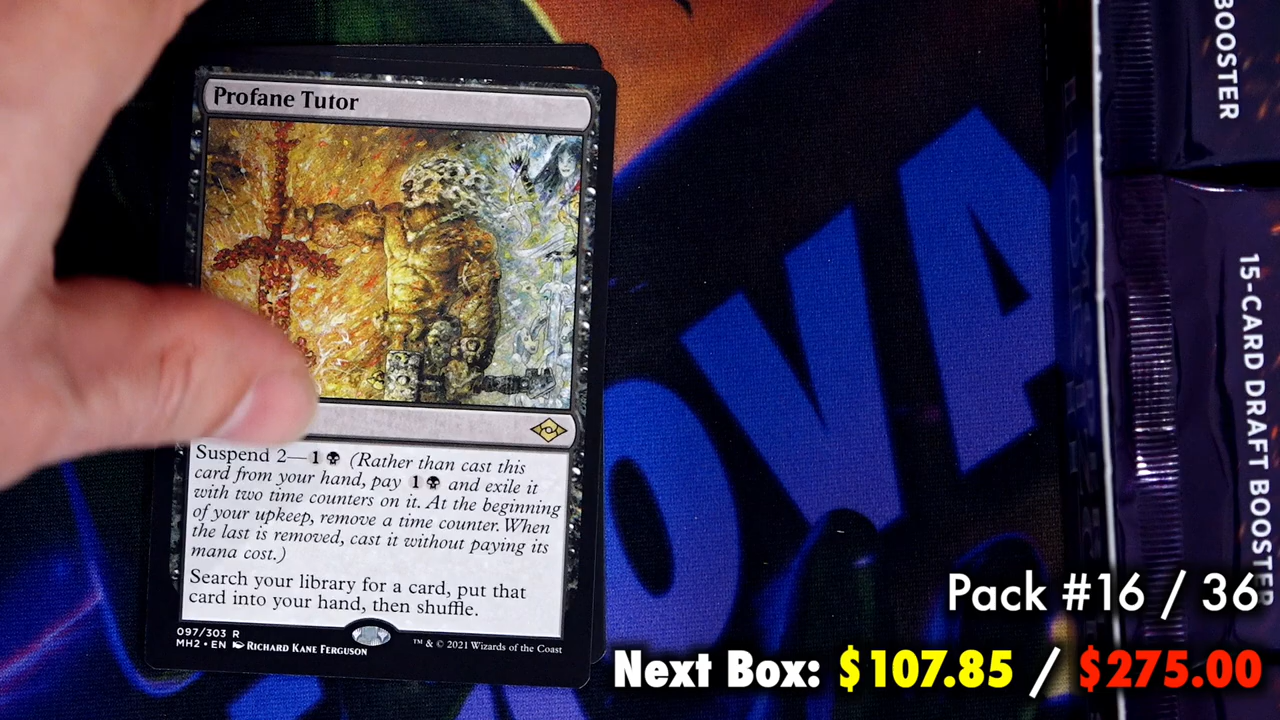 Profane Tutor
Suspend 2—1 (Rather than cast this
card from your hand, pay 1 and exile it
with two time counters on it. At the beginning
of your upkeep, remove a time counter. When
the last is removed, cast it without paying its
mana cost.)
Search your library for a card, put that
card into your hand, then shuffle.
097/303 R
MH2 • EN RICHARD KANE FERGUSON
™ & © 2021 Wizards of the Coast
OVA
BOOSTER
15-CARD DRAFT BOOSTER
Pack #16 / 36
Next Box: $107.85 / $275.00